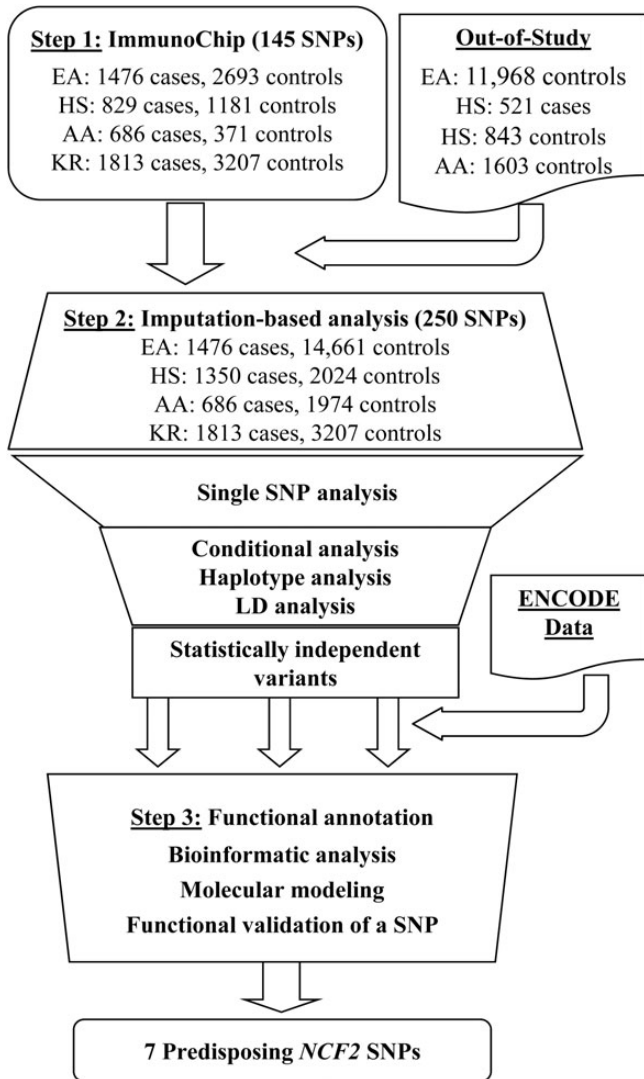 Step 1: ImmunoChip (145 SNPs)
EA: 1476 cases, 2693 controls
HS: 829 cases, 1181 controls
AA: 686 cases, 371 controls
KR: 1813 cases, 3207 controls
Out-of-Study
EA: 11,968 controls
HS: 521 cases
HS: 843 controls
AA: 1603 controls
Step 2: Imputation-based analysis (250 SNPs)
EA: 1476 cases, 14,661 controls
HS: 1350 cases, 2024 controls
AA: 686 cases, 1974 controls
KR: 1813 cases, 3207 controls
Single SNP analysis
Conditional analysis
Haplotype analysis
LD analysis
Statistically independent
variants
ENCODE
Data
Step 3: Functional annotation
Bioinformatic analysis
Molecular modeling
Functional validation of a SNP
7 Predisposing NCF2 SNPs